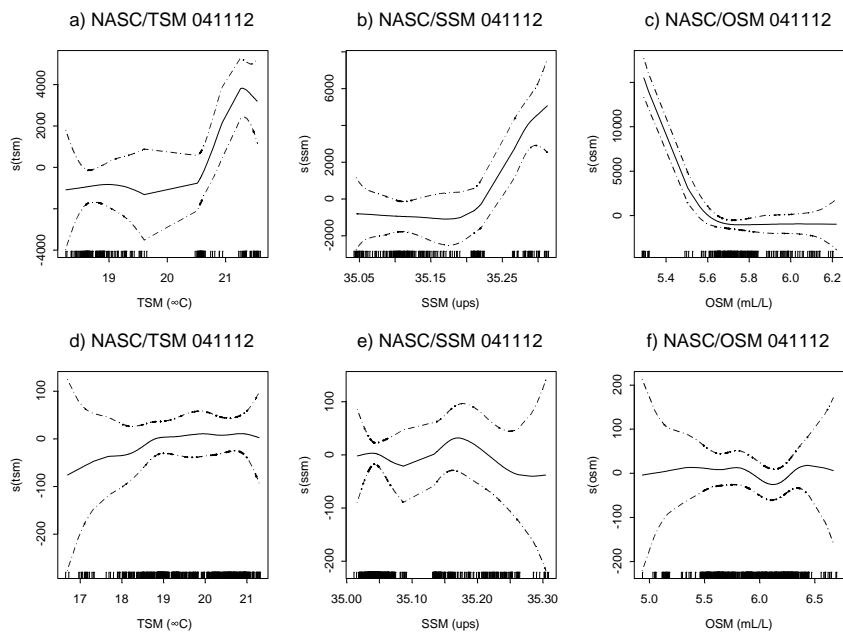 a) NASC/TSM 041112
s(tsm)
-4000
0
2000
4000
19
20
21
TSM (∞C)
b) NASC/SSM 041112
s(ssm)
-2000
0
2000
4000
8000
35.05
35.15
35.25
SSM (ups)
c) NASC/OSM 041112
s(osm)
0
5000
10000
5.4
5.6
5.8
6.0
6.2
OSM (mL/L)
d) NASC/TSM 041112
s(tsm)
-200
-100
0
100
17
18
19
20
21
TSM (∞C)
e) NASC/SSM 041112
s(ssm)
-200
-100
0
100
35.00
35.10
35.20
35.30
SSM (ups)
f) NASC/OSM 041112
s(osm)
-200
-100
0
100
200
5.0
5.5
6.0
6.5
OSM (mL/L)